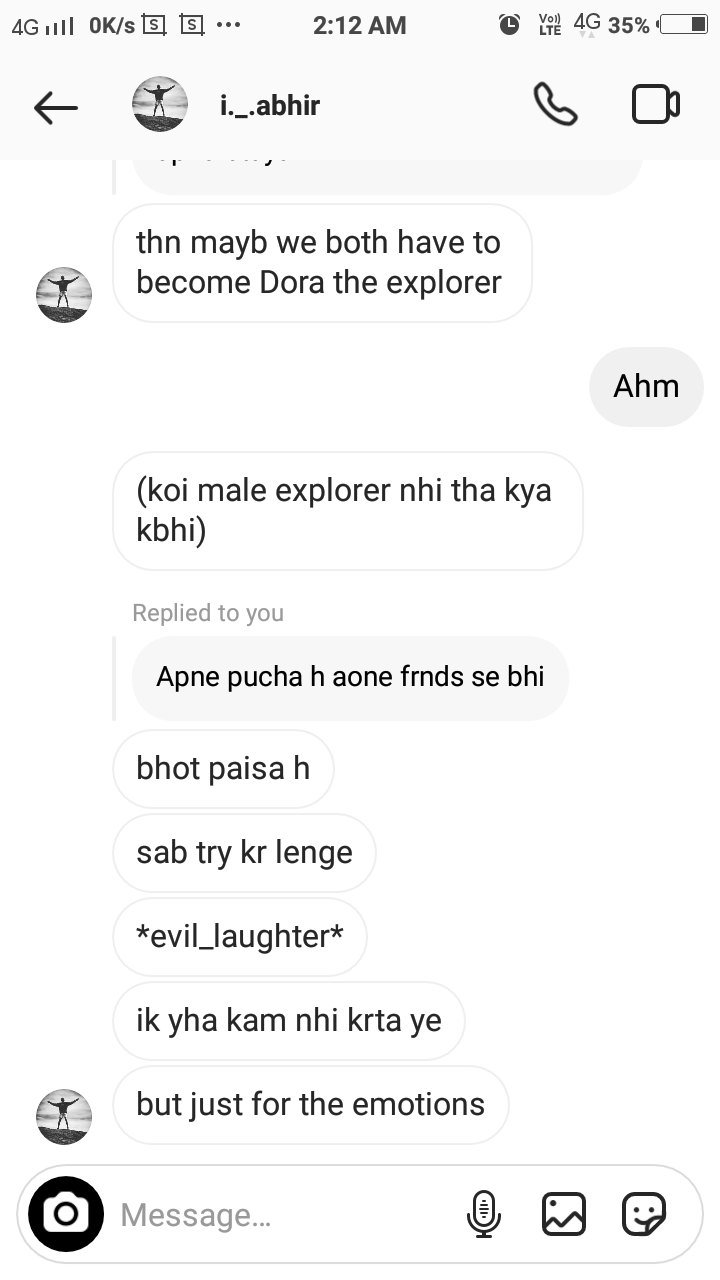 4G 0K/s S S ... 2:12 AM Vo)) LTE 4G 35%
i._.abhir
thn mayb we both have to
become Dora the explorer
Ahm
(koi male explorer nhi tha kya
kbhi)
Replied to you
Apne pucha h aone frnds se bhi
bhot paisa h
sab try kr lenge
*evil_laughter*
ik yha kam nhi krta ye
but just for the emotions
Message...